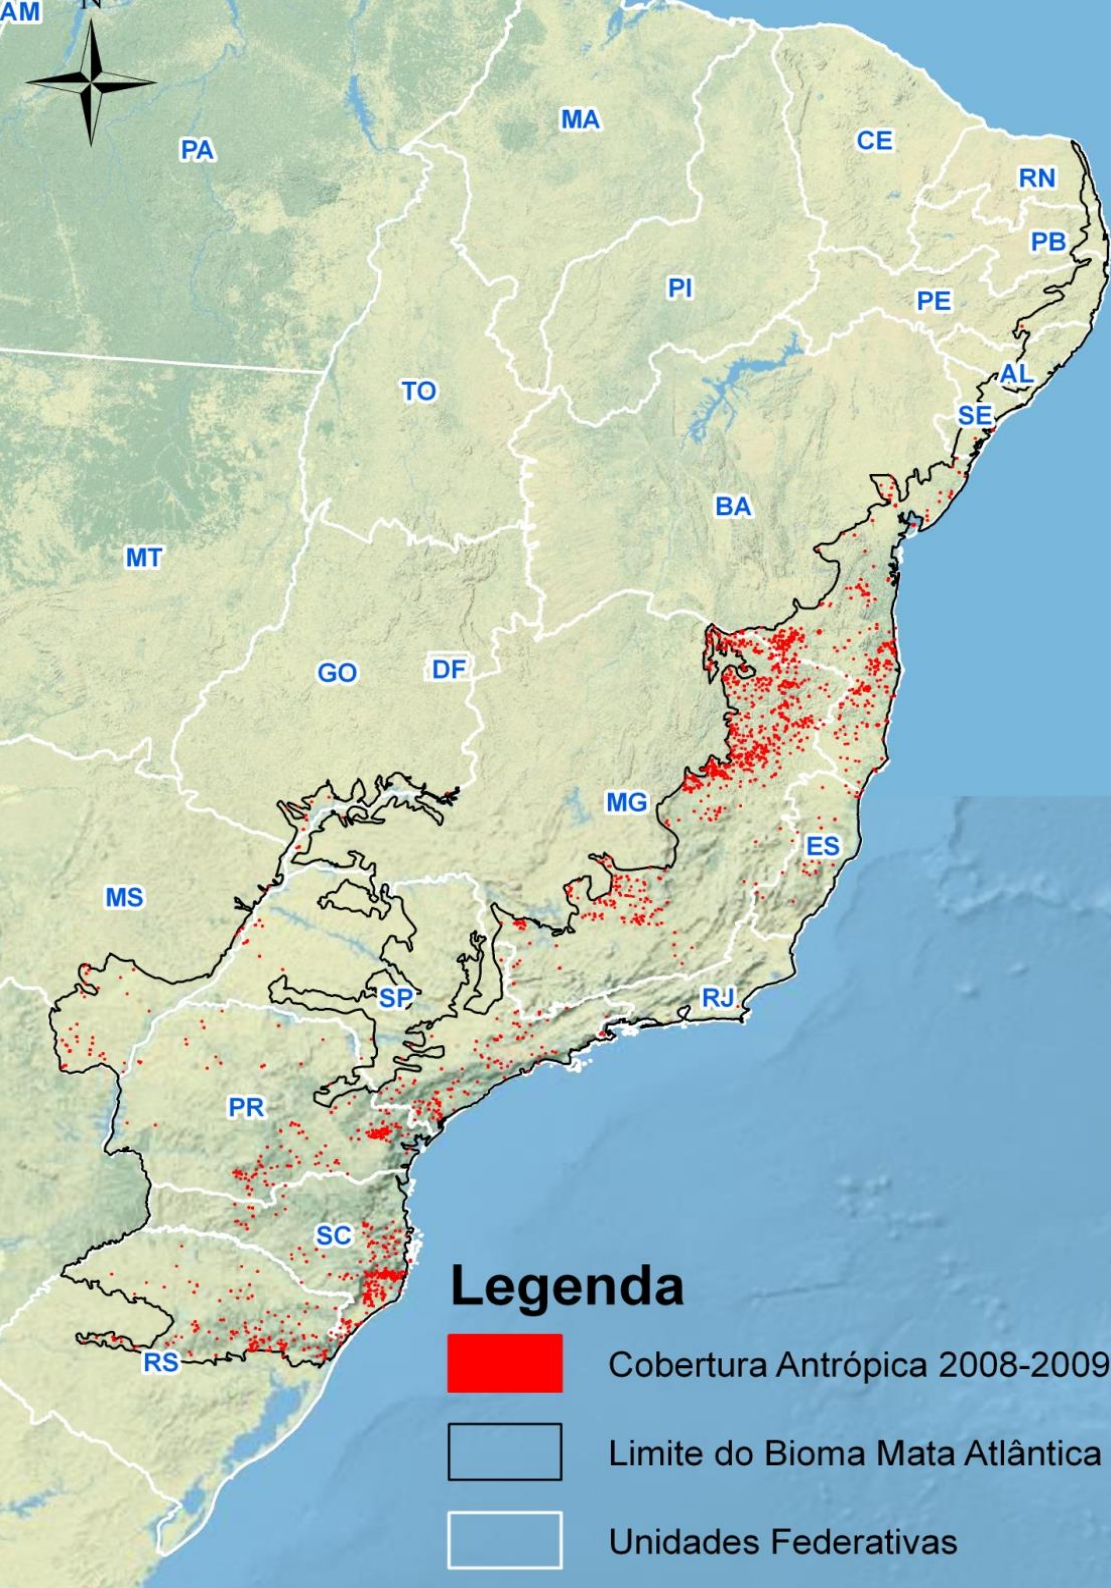 AM
N
MA
PA
CE
RN
PB
PI
PE
TO
AL
SE
BA
MT
GO
DF
MG
ES
MS
SP
RJ
PR
SC
RS
Legenda
Cobertura Antrópica 2008-2009
Limite do Bioma Mata Atlântica
Unidades Federativas